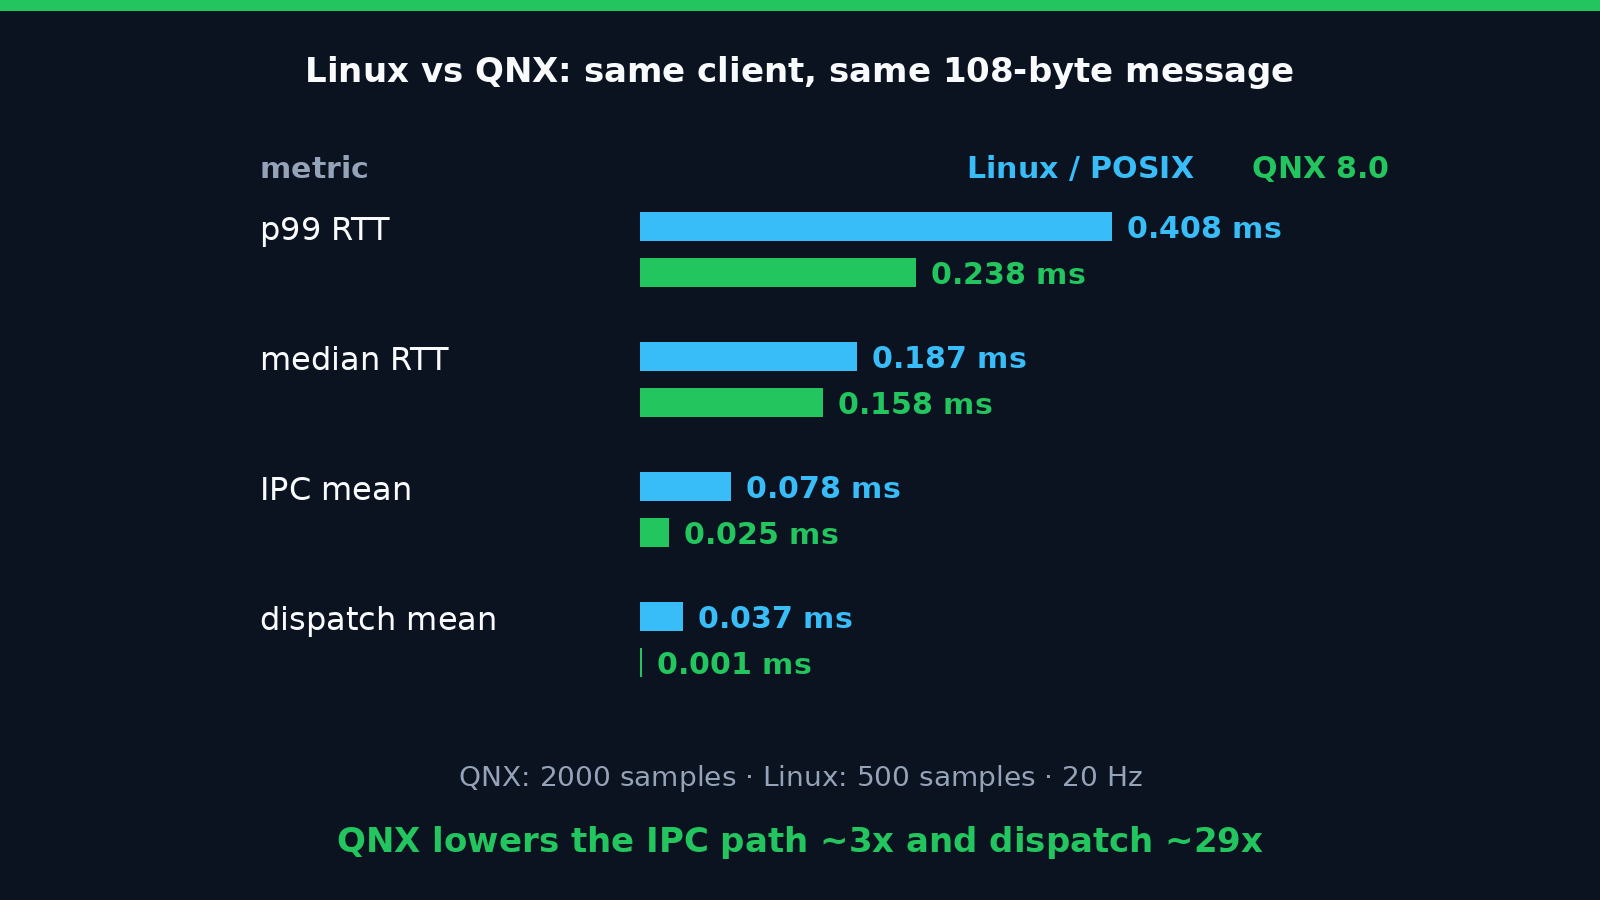 Linux vs QNX: same client, same 108-byte message
metric Linux / POSIX QNX 8.0
p99 RTT 0.408 ms
0.238 ms
median RTT 0.187 ms
0.158 ms
IPC mean 0.078 ms
0.025 ms
dispatch mean 0.037 ms
0.001 ms
QNX: 2000 samples · Linux: 500 samples · 20 Hz
QNX lowers the IPC path ~3x and dispatch ~29x